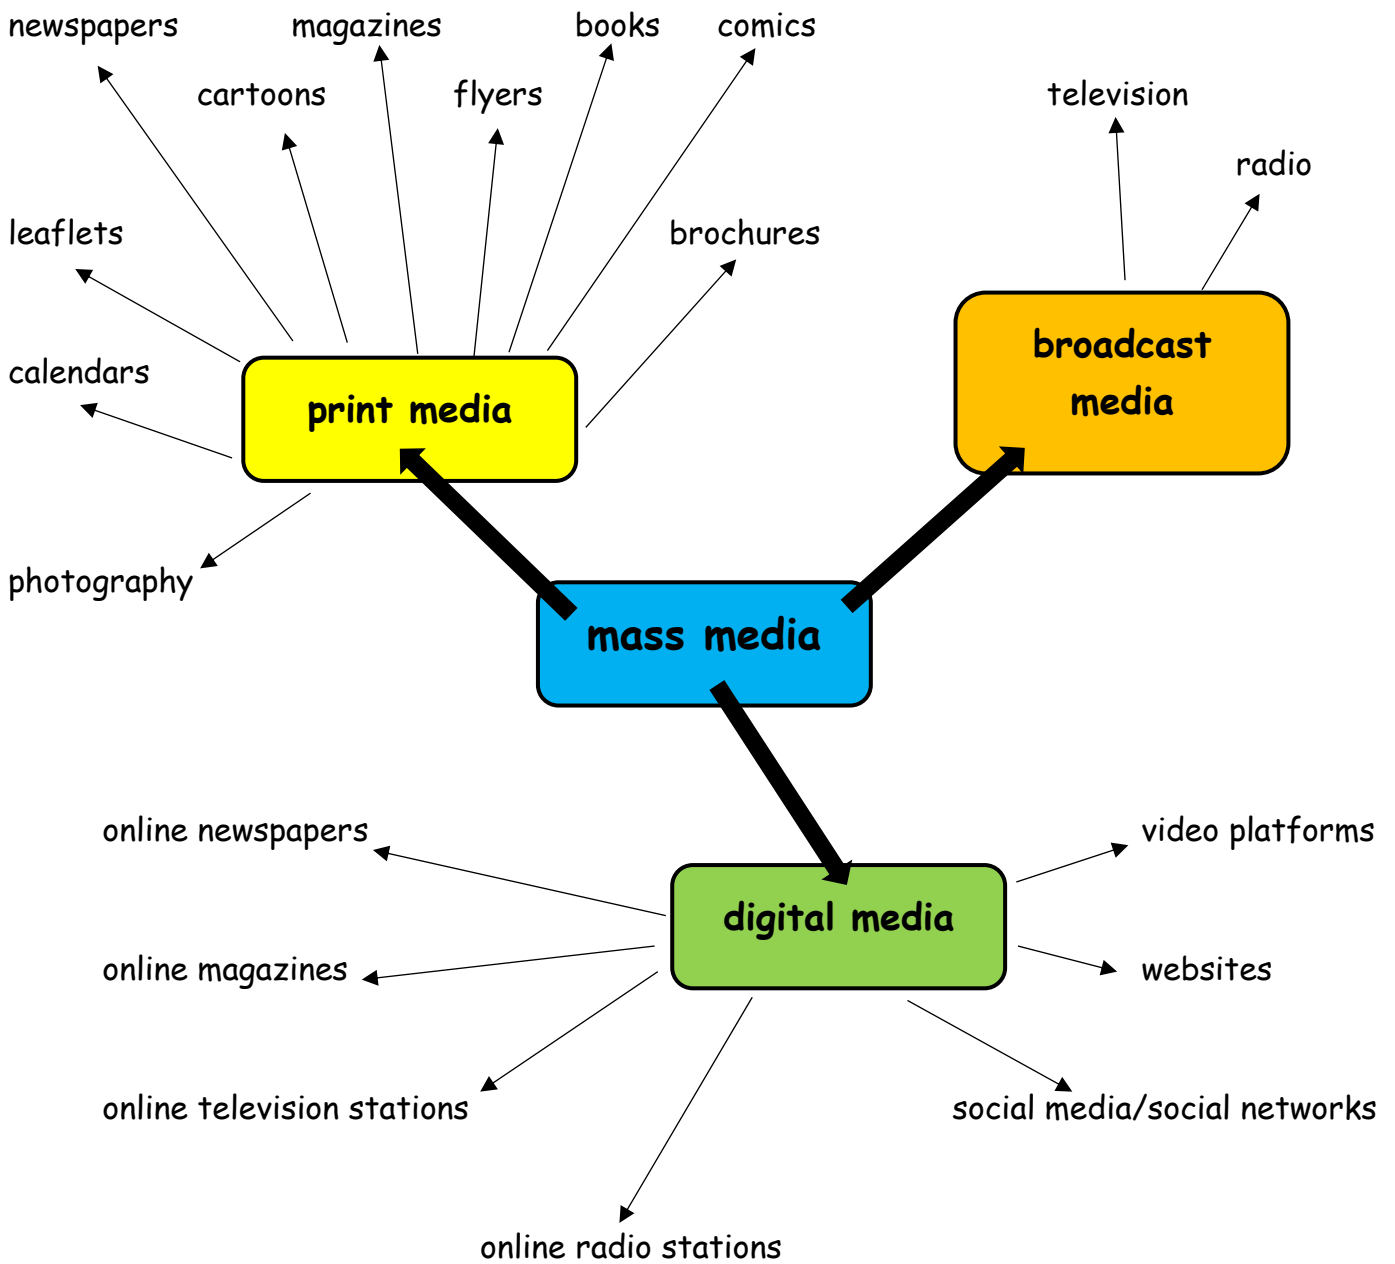 newspapers
magazines
books
comics
cartoons
flyers
television
radio
leaflets
brochures
broadcast
media
calendars
print media
photography
mass media
online newspapers
video platforms
digital media
online magazines
websites
online television stations
social media/social networks
online radio stations